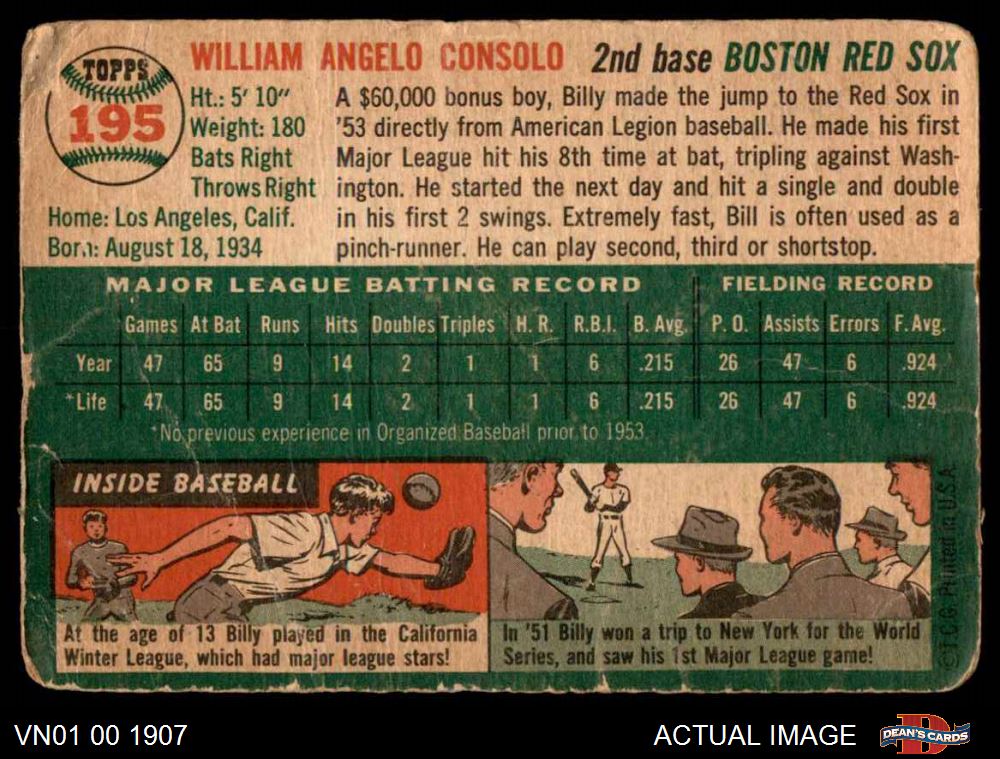 TOPPS
195
WILLIAM ANGELO CONSOLO 2nd base BOSTON RED SOX
Ht.: 5' 10"
Weight: 180
Bats Right
Throws Right
Home: Los Angeles, Calif.
Born: August 18, 1934
A $60,000 bonus boy, Billy made the jump to the Red Sox in
'53 directly from American Legion baseball. He made his first
Major League hit his 8th time at bat, tripling against Wash-
ington. He started the next day and hit a single and double
in his first 2 swings. Extremely fast, Bill is often used as a
pinch-runner. He can play second, third or shortstop.
MAJOR LEAGUE BATTING RECORD FIELDING RECORD
Games At Bat Runs Hits Doubles Triples H. R. R.B.I. B. Avg. P. O. Assists Errors F. Avg.
Year 47 65 9 14 2 1 1 6 .215 26 47 6 .924
*Life 47 65 9 14 2 1 1 6 .215 26 47 6 .924
*No previous experience in Organized Baseball prior to 1953.
INSIDE BASEBALL
At the age of 13 Billy played in the California
Winter League, which had major league stars!
In '51 Billy won a trip to New York for the World
Series, and saw his 1st Major League game!
©T.C.G. Printed in U.S.A.
VN01 00 1907
ACTUAL IMAGE
D
DEAN'S CARDS